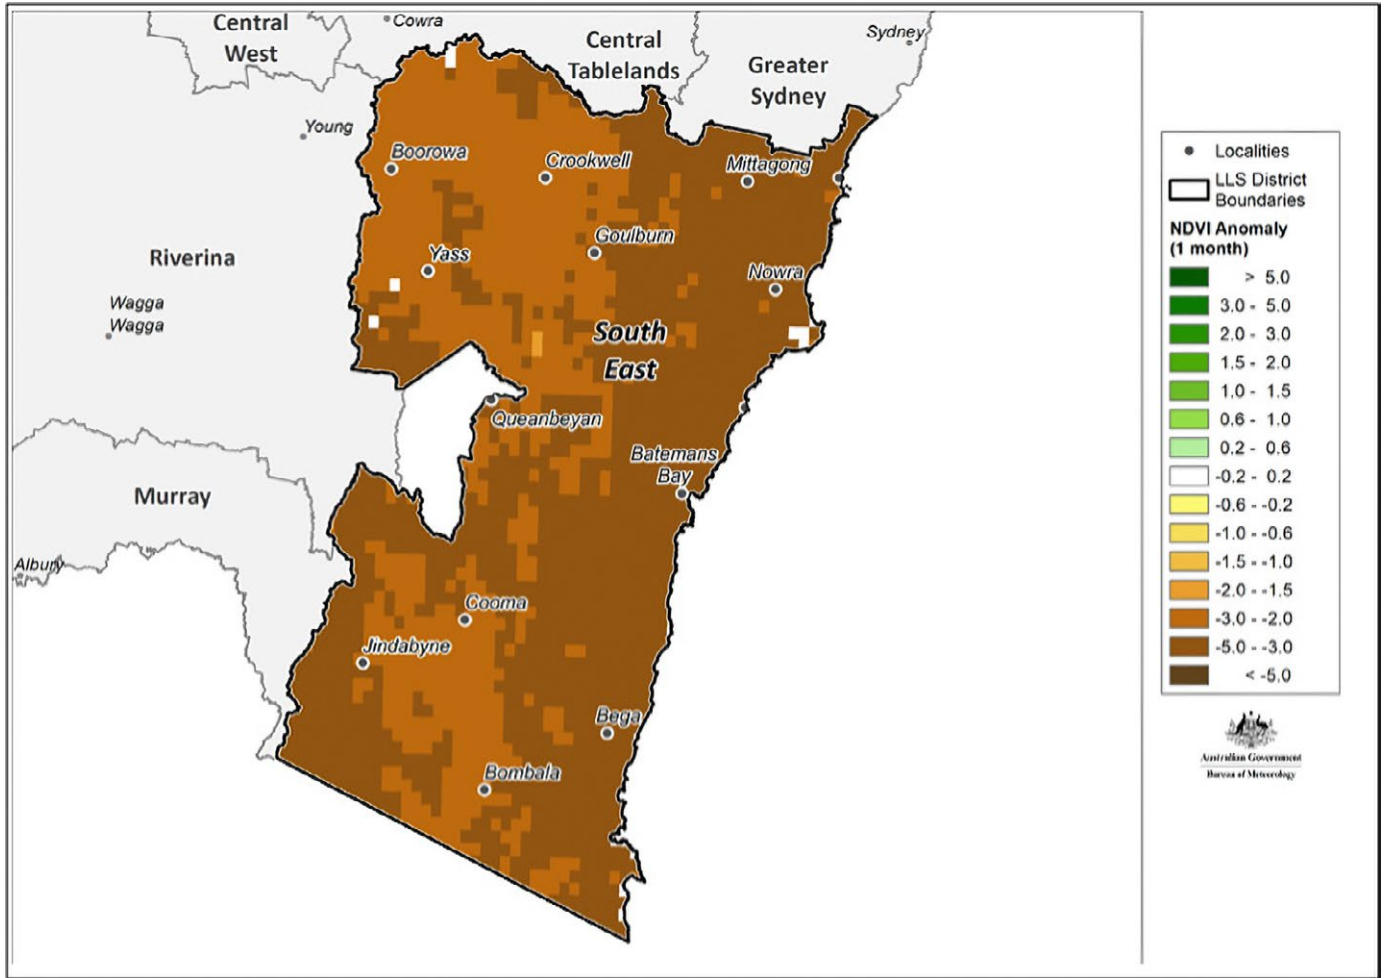 Central
West
Cowra
Central
Tablelands
Sydney
Greater
Sydney
Young
Boorowa
Crookwell
Mittagong
Riverina
Yass
Goulburn
Nowra
Wagga
Wagga
South
East
Queanbeyan
Batemans
Bay
Murray
Albury
Cooma
Jindabyne
Bega
Bombala
Localities
LLS District
Boundaries
NDVI Anomaly
(1 month)
> 5.0
3.0 - 5.0
2.0 - 3.0
1.5 - 2.0
1.0 - 1.5
0.6 - 1.0
0.2 - 0.6
-0.2 - 0.2
-0.6 - -0.2
-1.0 - -0.6
-1.5 - -1.0
-2.0 - -1.5
-3.0 - -2.0
-5.0 - -3.0
< -5.0
Australian Government
Bureau of Meteorology